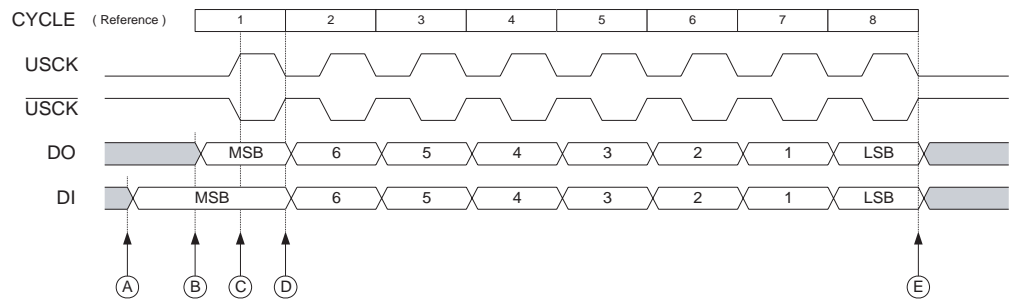 CYCLE ( Reference ) 1 2 3 4 5 6 7 8
USCK
USCK
DO MSB 6 5 4 3 2 1 LSB
DI MSB 6 5 4 3 2 1 LSB
A B C D E